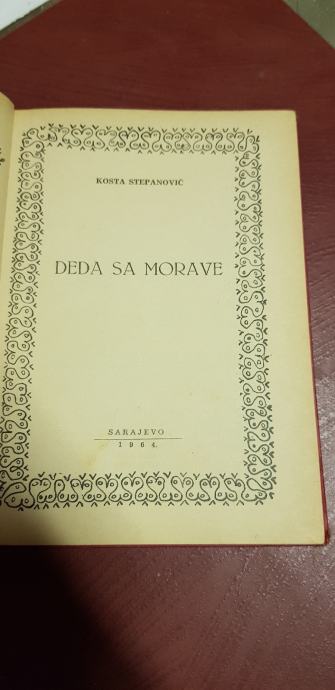 KOSTA STEPANOVIĆ
DEDA SA MORAVE
SARAJEVO
1964.